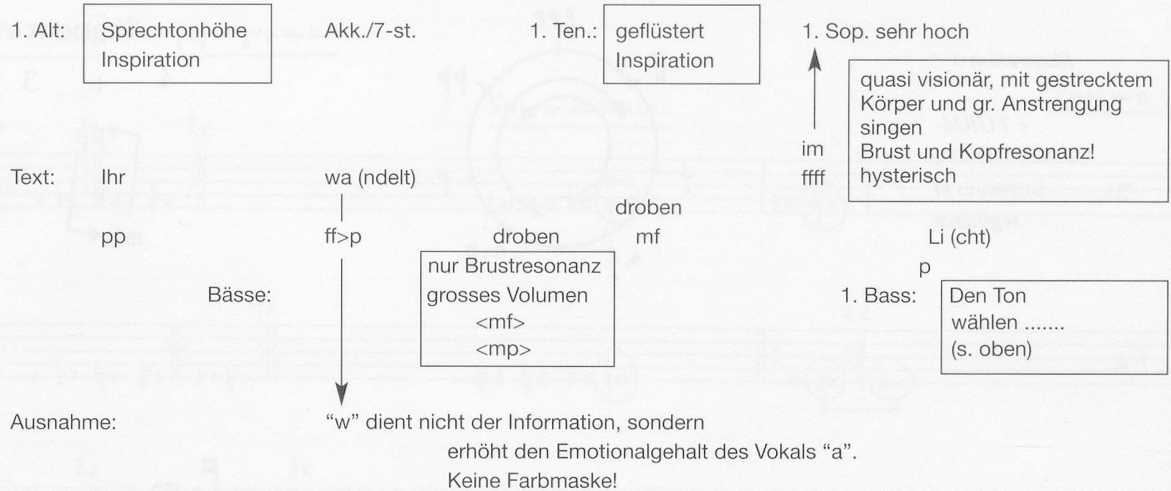 1. Alt: Sprechtonhöhe Akk./7-st. 1. Ten.: geflüstert 1. Sop. sehr hoch
Inspiration Inspiration
quasi visionär, mit gestrecktem
Körper und gr. Anstrengung
singen
im Brust und Kopfresonanz!
Text: Ihr wa (ndelt) ffff hysterisch
droben
pp ff>p droben mf Li (cht)
nur Brustresonanz p
Bässe: grosses Volumen 1. Bass: Den Ton
<mf> wählen .......
<mp> (s. oben)
Ausnahme: “w” dient nicht der Information, sondern
erhöht den Emotionalgehalt des Vokals “a”.
Keine Farbmaske!